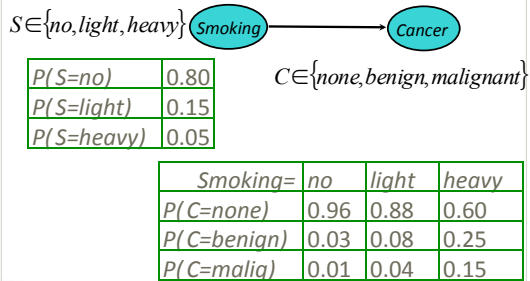 S∈{no,light,heavy} Smoking Cancer
P(S=no) 0.80
P(S=light) 0.15
P(S=heavy) 0.05
C∈{none,benign,malignant}
Smoking= no light heavy
P(C=none) 0.96 0.88 0.60
P(C=benign) 0.03 0.08 0.25
P(C=malig) 0.01 0.04 0.15